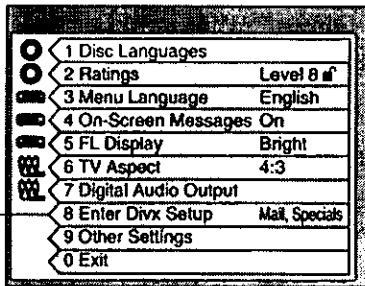 1 Disc Languages
2 Ratings Level 8
3 Menu Language English
4 On-Screen Messages On
5 FL Display Bright
6 TV Aspect 4:3
7 Digital Audio Output
8 Enter Divx Setup Mail, Specials
9 Other Settings
0 Exit